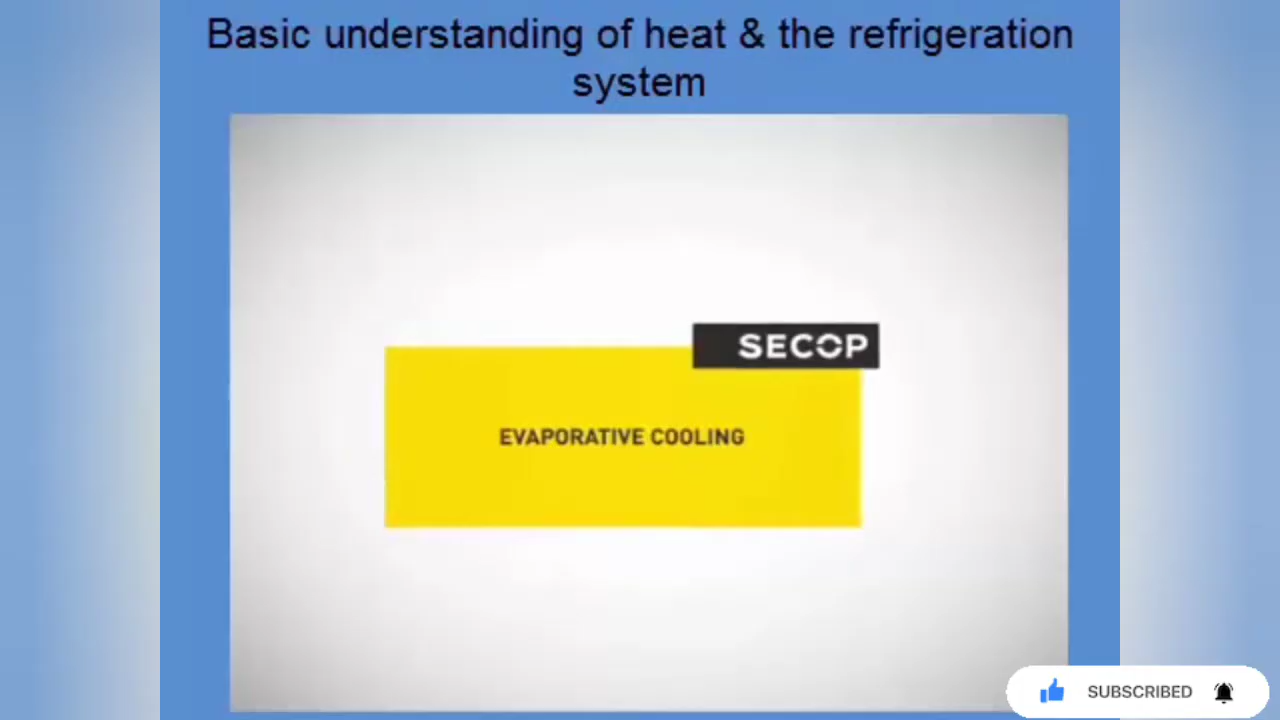 Basic understanding of heat & the refrigeration
system
SECOP
EVAPORATIVE COOLING
SUBSCRIBED